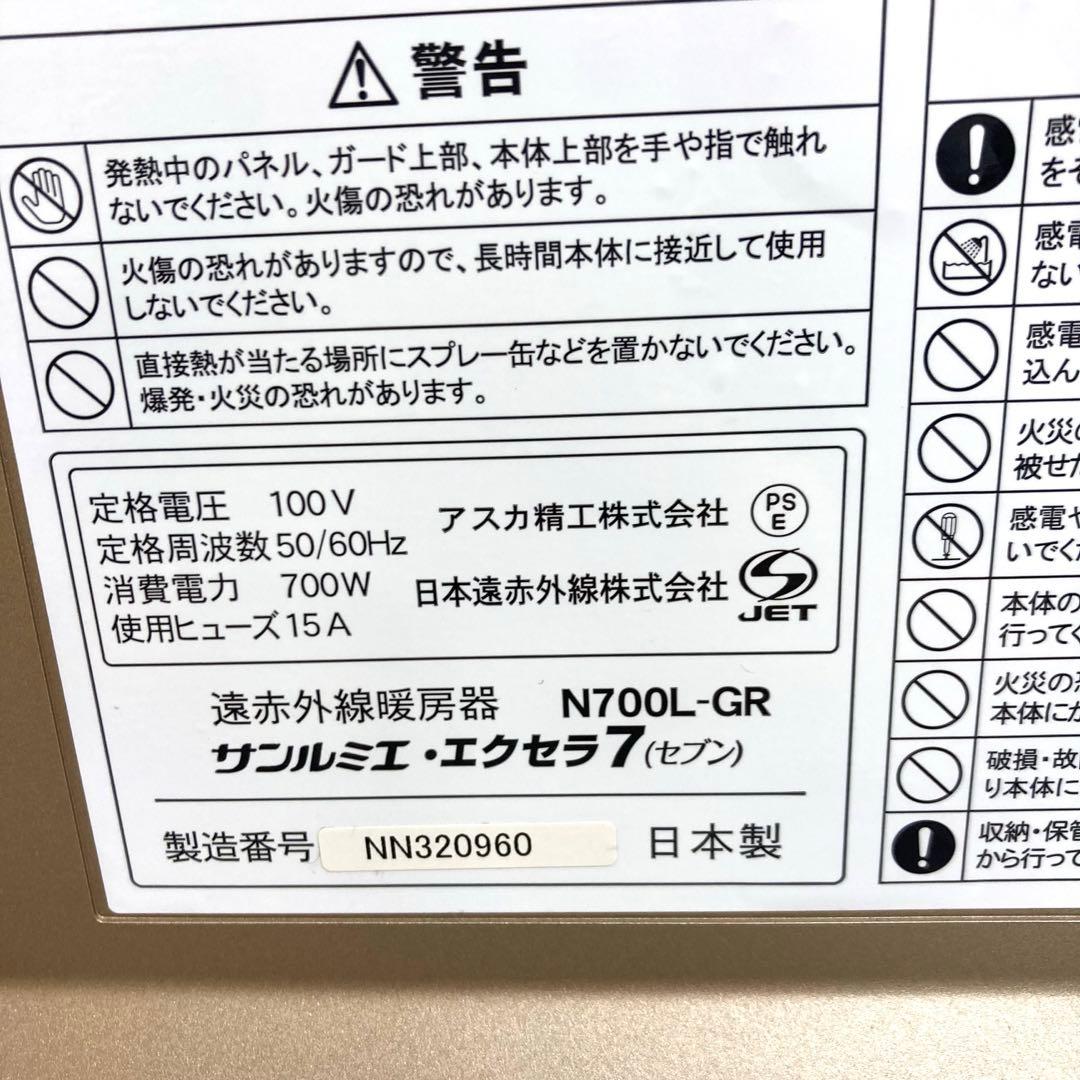 警告
発熱中のパネル、ガード上部、本体上部を手や指で触れ
ないでください。火傷の恐れがあります。
火傷の恐れがありますので、長時間本体に接近して使用
しないでください。
直接熱が当たる場所にスプレー缶などを置かないでください。
爆発・火災の恐れがあります。
定格電圧 100V
定格周波数 50/60Hz
消費電力 700W
使用ヒューズ 15A
アスカ精工株式会社
PS
E
日本遠赤外線株式会社
JET
遠赤外線暖房器 N700L-GR
サンルミエ・エクセラ7(セブン)
製造番号 NN320960 日本製
をそ
感電
ない
感電
込ん
火災の
被せた
感電や
いでくだ
本体の
行ってく
火災の恐
本体にか
破損・故
り本体に
収納・保管
から行って